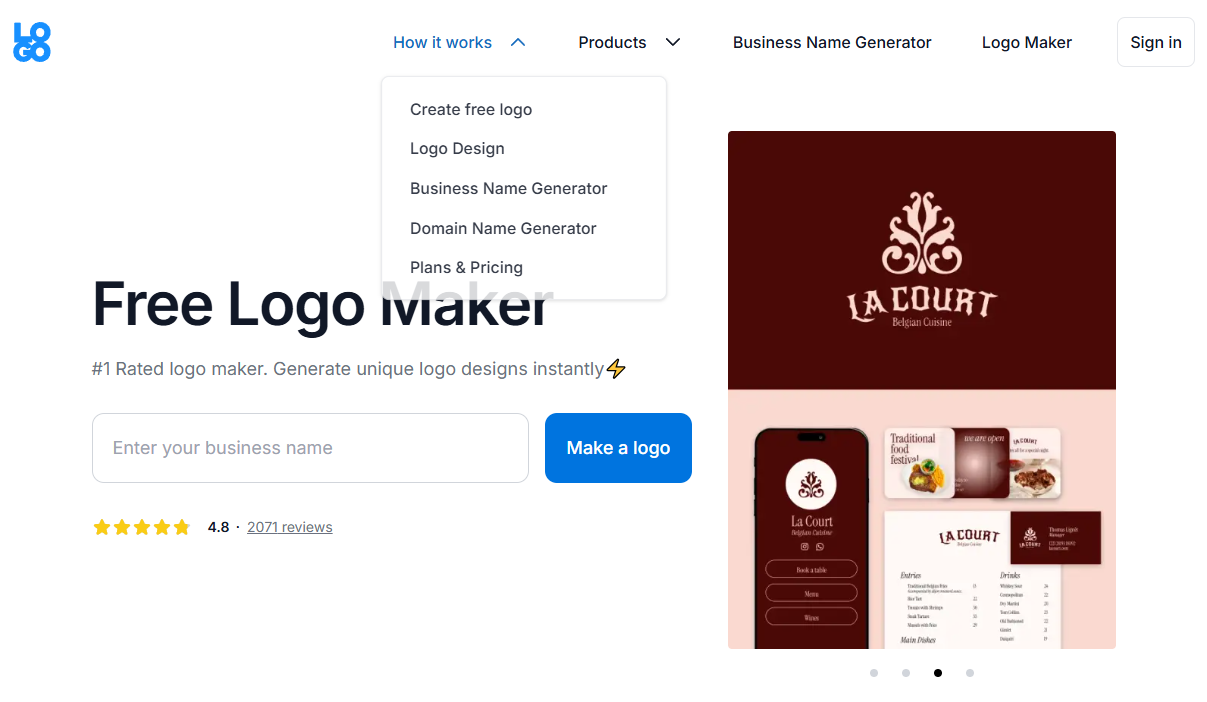 LO
GO
How it works
Products
Business Name Generator
Logo Maker
Sign in
Create free logo
Logo Design
Business Name Generator
Domain Name Generator
Plans & Pricing
Free Logo Maker
#1 Rated logo maker. Generate unique logo designs instantly⚡
Enter your business name
Make a logo
4.8 · 2071 reviews
LA COURT
Belgian Cuisine
La Court
Belgian Cuisine
Book a table
Menu
Wines
Traditional
food
festival
we are open
LA COURT
LA COURT
Belgian Cuisine
LA COURT
Manager
Entries
Drinks
Main Dishes